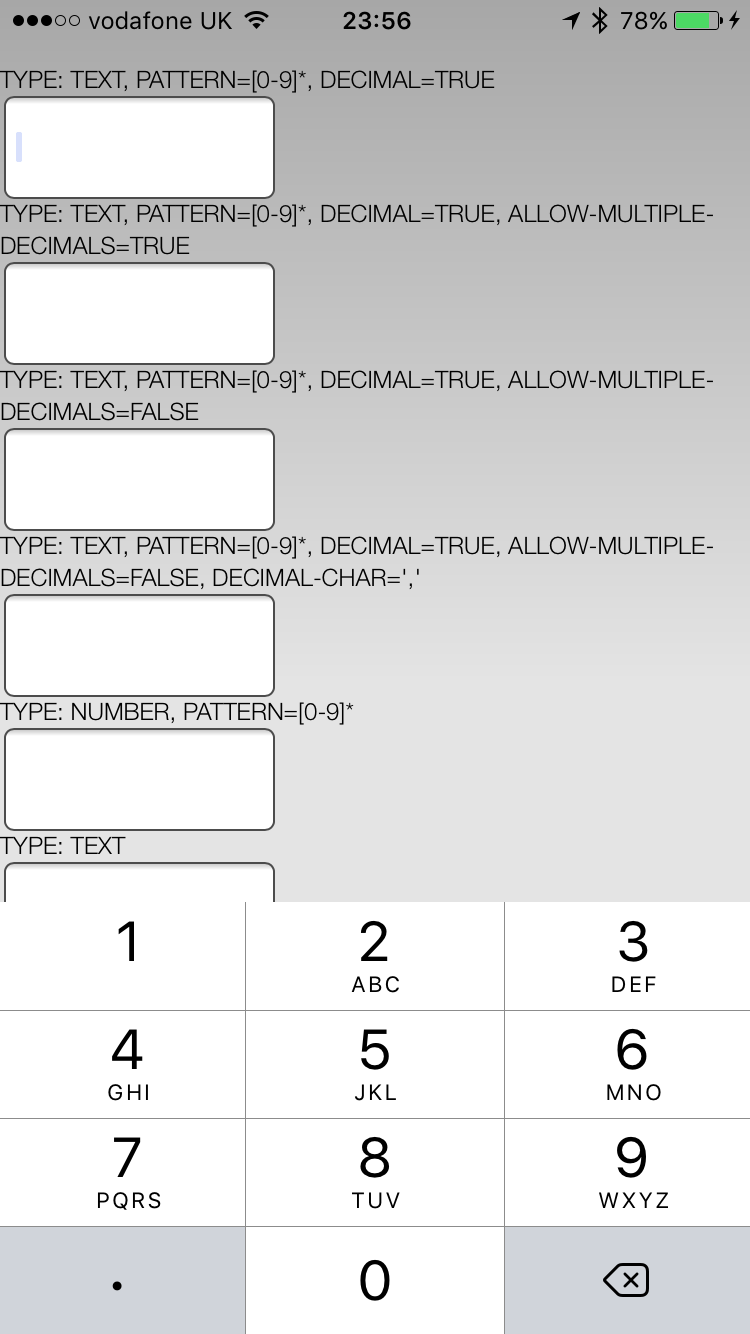 vodafone UK 23:56 78%
TYPE: TEXT, PATTERN=[0-9]*, DECIMAL=TRUE
TYPE: TEXT, PATTERN=[0-9]*, DECIMAL=TRUE, ALLOW-MULTIPLE-
DECIMALS=TRUE
TYPE: TEXT, PATTERN=[0-9]*, DECIMAL=TRUE, ALLOW-MULTIPLE-
DECIMALS=FALSE
TYPE: TEXT, PATTERN=[0-9]*, DECIMAL=TRUE, ALLOW-MULTIPLE-
DECIMALS=FALSE, DECIMAL-CHAR=','
TYPE: NUMBER, PATTERN=[0-9]*
TYPE: TEXT
1 2 3
ABC DEF
4 5 6
GHI JKL MNO
7 8 9
PQRS TUV WXYZ
. 0